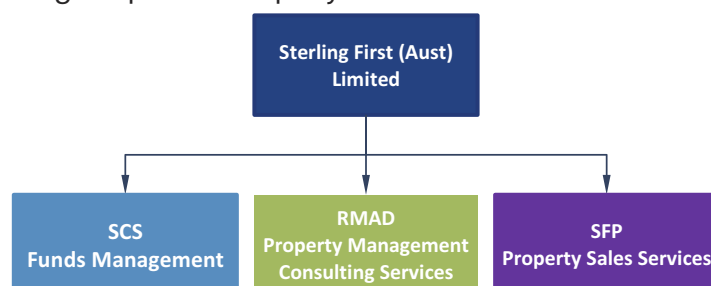 Sterling First (Aust)
Limited
SCS
Funds Management
RMAD
Property Management
Consulting Services
SFP
Property Sales Services